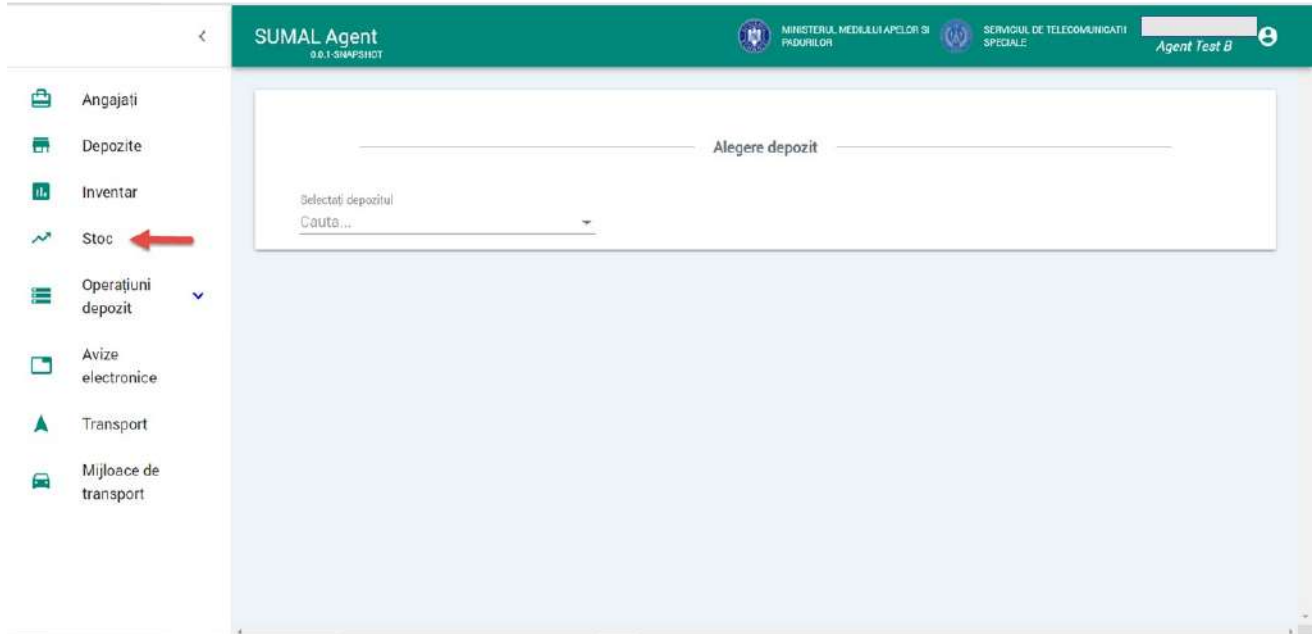 SUMAL Agent
0.0.1-SNAPSHOT
MINISTERUL MEDIULUI APELOR SI
PADURILOR
SERVICIUL DE TELECOMUNICATII
SPECIALE
Agent Test B
Angajați
Depozite
Inventar
Stoc
Operațiuni
depozit
Avize
electronice
Transport
Mijloace de
transport
Alegere depozit
Selectați depozitul
Cauta...